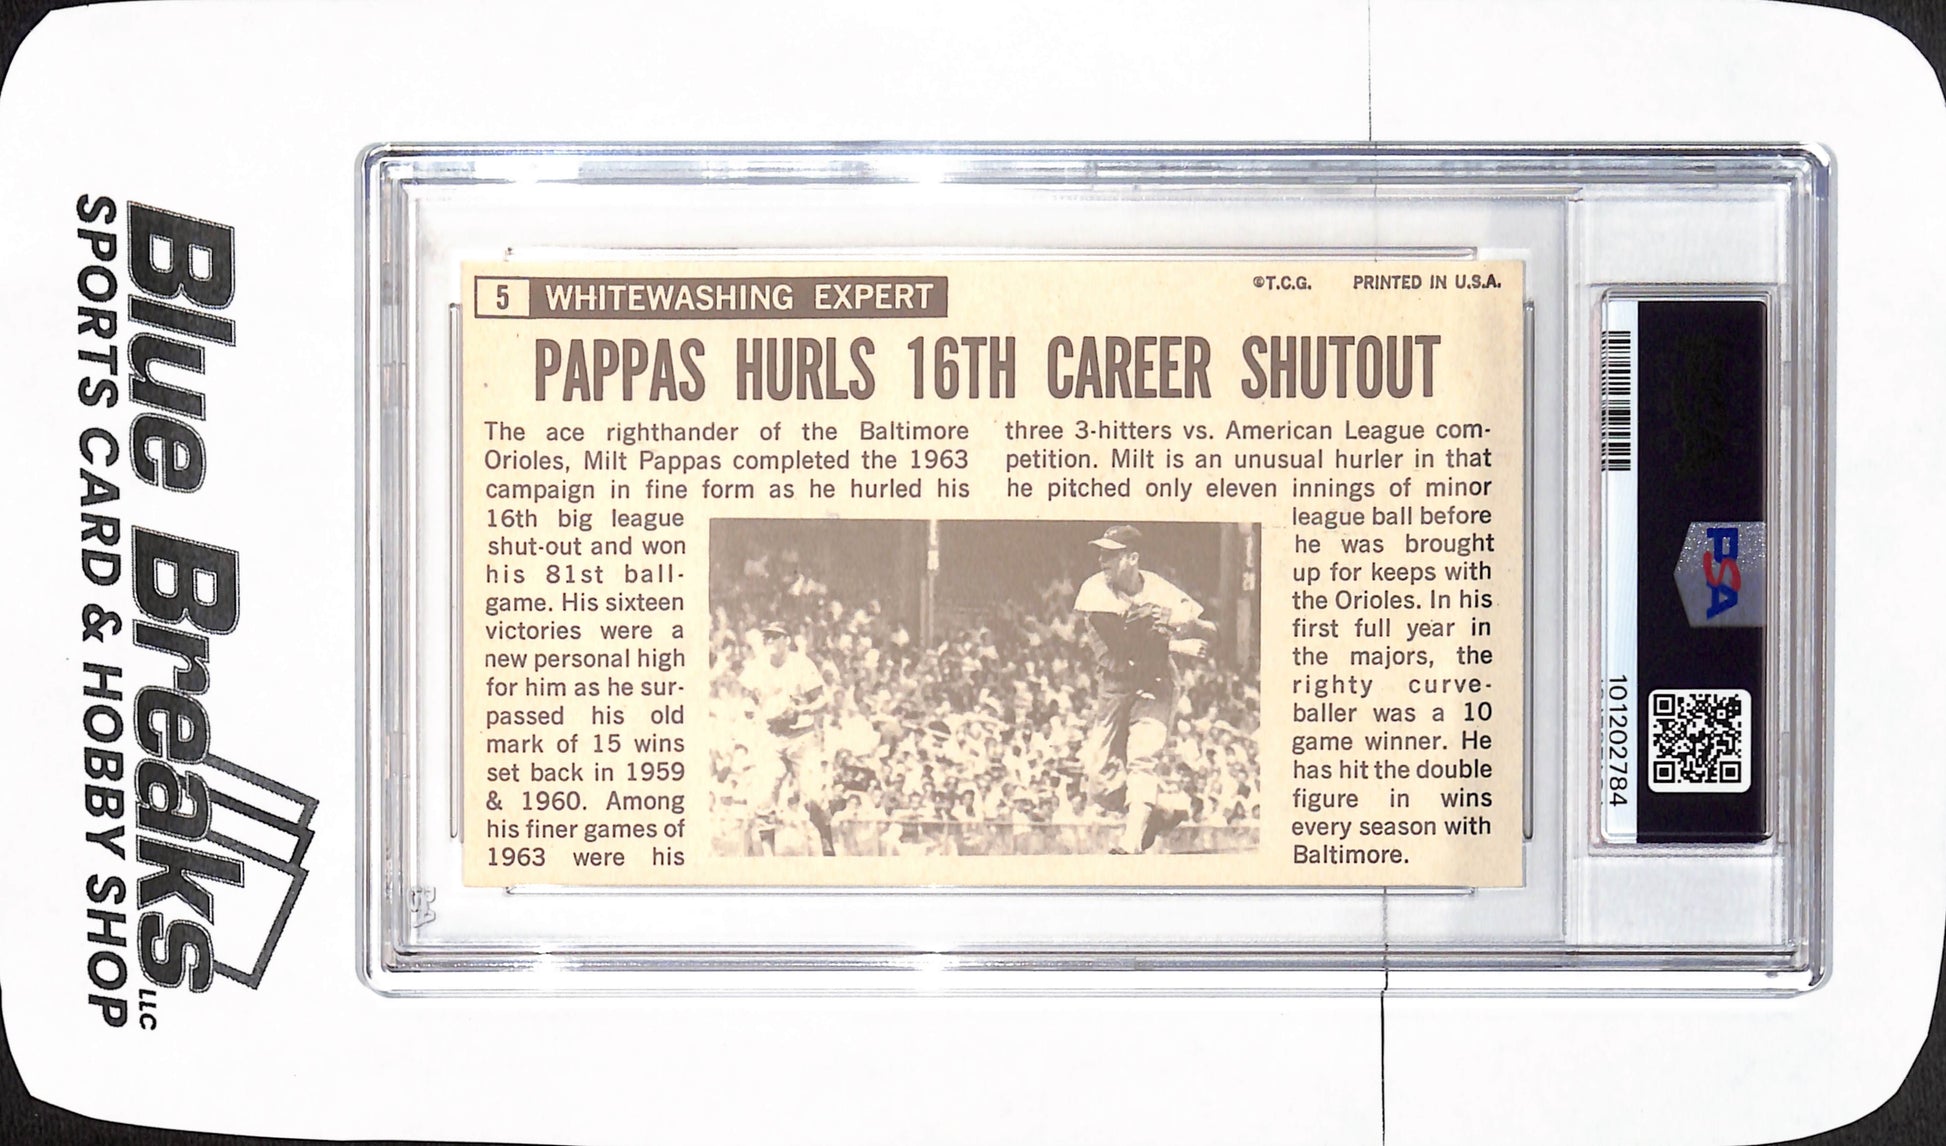 Blue Breaks LLC
SPORTS CARD & HOBBY SHOP
5 WHITEWASHING EXPERT
©T.C.G. PRINTED IN U.S.A.
PAPPAS HURLS 16TH CAREER SHUTOUT
The ace righthander of the Baltimore
Orioles, Milt Pappas completed the 1963
campaign in fine form as he hurled his
16th big league
shut-out and won
his 81st ball-
game. His sixteen
victories were a
new personal high
for him as he sur-
passed his old
mark of 15 wins
set back in 1959
& 1960. Among
his finer games of
1963 were his
three 3-hitters vs. American League com-
petition. Milt is an unusual hurler in that
he pitched only eleven innings of minor
league ball before
he was brought
up for keeps with
the Orioles. In his
first full year in
the majors, the
righty curve-
baller was a 10
game winner. He
has hit the double
figure in wins
every season with
Baltimore.
PSA
101202784
PSA